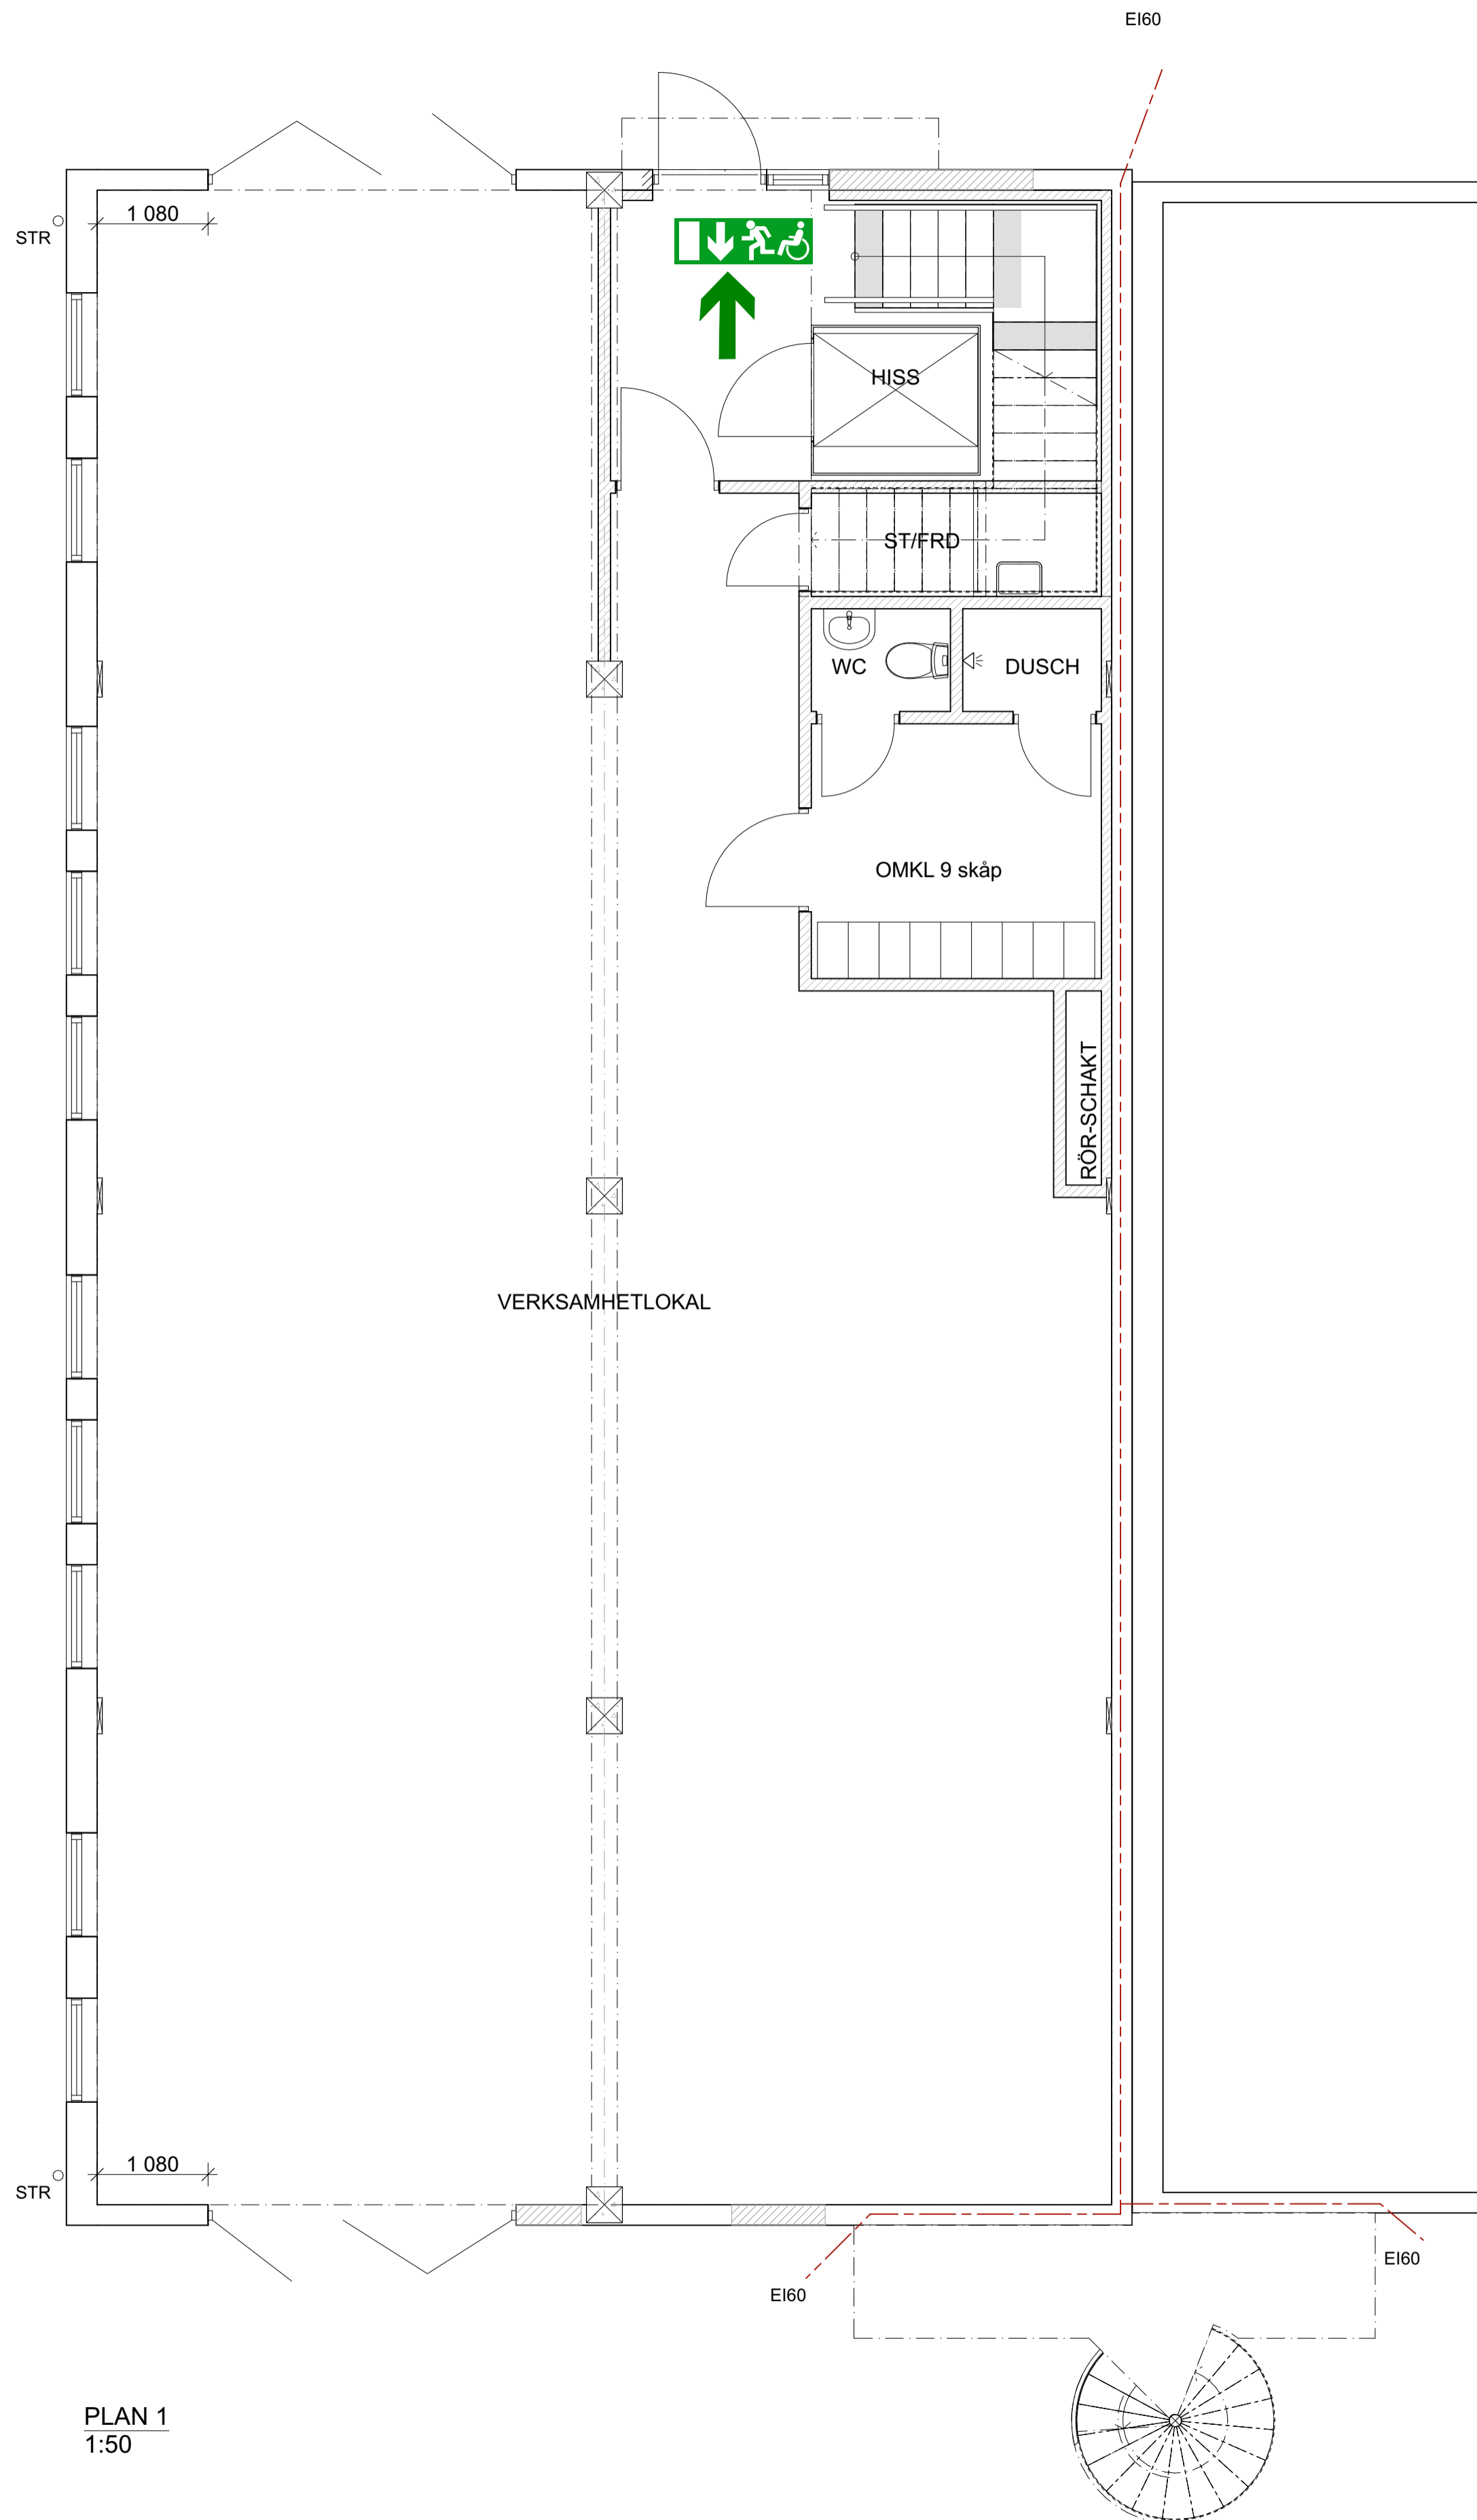 EI60
1 080
STR
HISS
ST/FRD
WC
DUSCH
OMKL 9 skåp
RÖR-SCHAKT
VERKSAMHETLOKAL
1 080
STR
EI60
EI60
PLAN 1
1:50